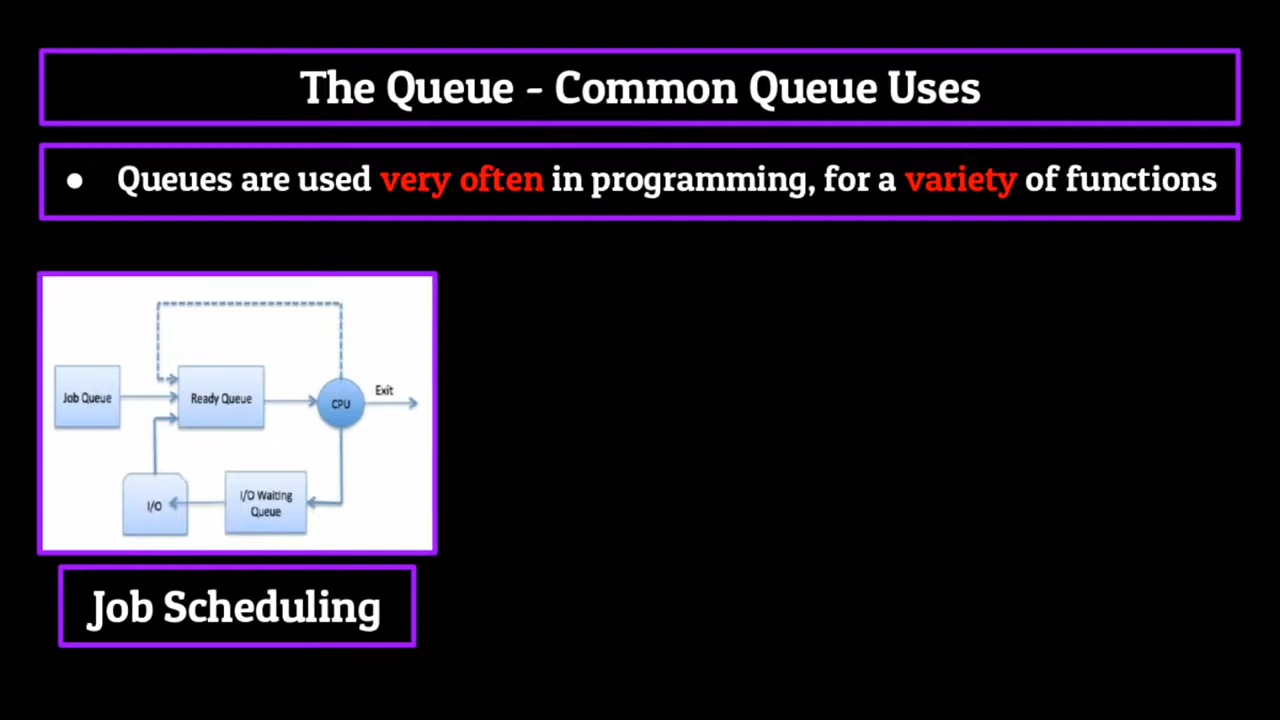 The Queue - Common Queue Uses
● Queues are used very often in programming, for a variety of functions
Job Queue
Ready Queue
CPU
Exit
I/O
I/O Waiting
Queue
Job Scheduling